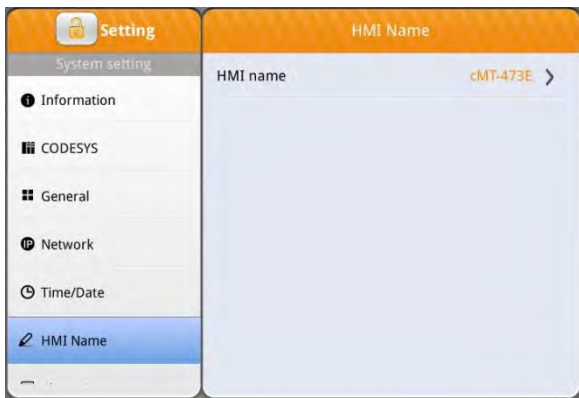 Setting
System setting
Information
CODESYS
General
Network
Time/Date
HMI Name
HMI Name
HMI name
cMT-473E